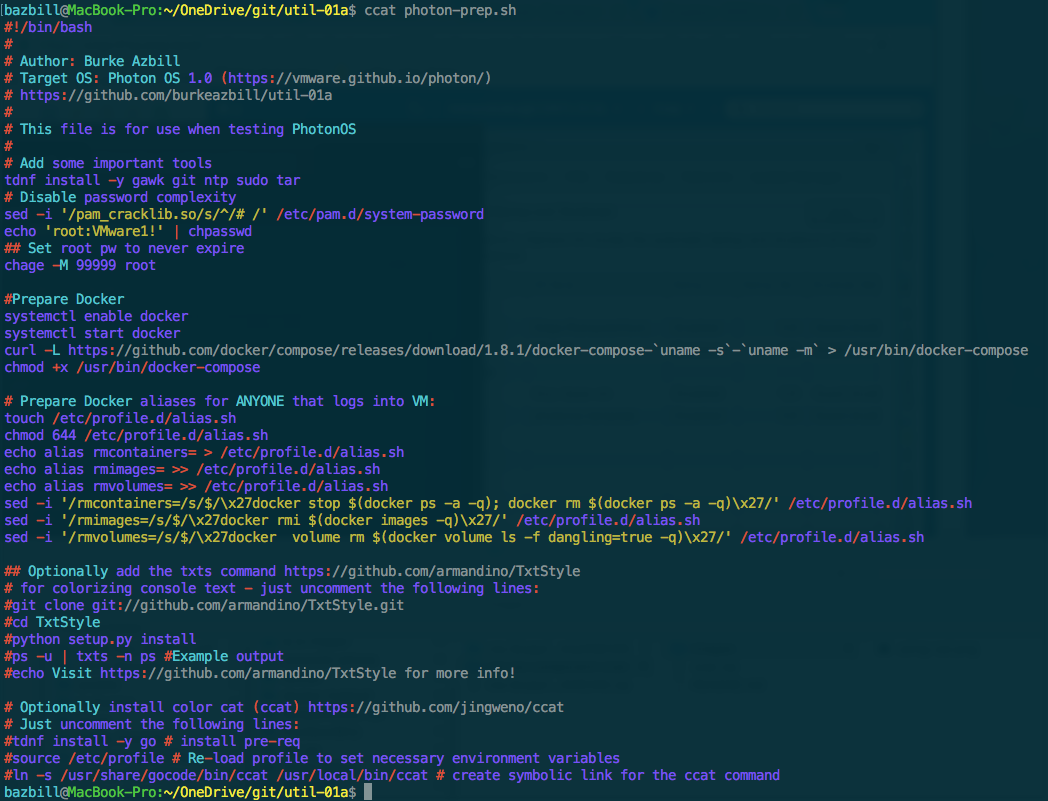 [bazbill@MacBook-Pro:~/OneDrive/git/util-01a$ ccat photon-prep.sh
#!/bin/bash
#
# Author: Burke Azbill
# Target OS: Photon OS 1.0 (https://vmware.github.io/photon/)
# https://github.com/burkeazbill/util-01a
#
# This file is for use when testing PhotonOS
#
# Add some important tools
tdnf install -y gawk git ntp sudo tar
# Disable password complexity
sed -i '/pam_cracklib.so/s/^/# /' /etc/pam.d/system-password
echo 'root:VMware1!' | chpasswd
## Set root pw to never expire
chage -M 99999 root

#Prepare Docker
systemctl enable docker
systemctl start docker
curl -L https://github.com/docker/compose/releases/download/1.8.1/docker-compose-`uname -s`-`uname -m` > /usr/bin/docker-compose
chmod +x /usr/bin/docker-compose

# Prepare Docker aliases for ANYONE that logs into VM:
touch /etc/profile.d/alias.sh
chmod 644 /etc/profile.d/alias.sh
echo alias rmcontainers= > /etc/profile.d/alias.sh
echo alias rmimages= >> /etc/profile.d/alias.sh
echo alias rmvolumes= >> /etc/profile.d/alias.sh
sed -i '/rmcontainers=/s/$/\x27docker stop $(docker ps -a -q); docker rm $(docker ps -a -q)\x27/' /etc/profile.d/alias.sh
sed -i '/rmimages=/s/$/\x27docker rmi $(docker images -q)\x27/' /etc/profile.d/alias.sh
sed -i '/rmvolumes=/s/$/\x27docker  volume rm $(docker volume ls -f dangling=true -q)\x27/' /etc/profile.d/alias.sh

## Optionally add the txts command https://github.com/armandino/TxtStyle
# for colorizing console text - just uncomment the following lines:
#git clone git://github.com/armandino/TxtStyle.git
#cd TxtStyle
#python setup.py install
#ps -u | txts -n ps #Example output
#echo Visit https://github.com/armandino/TxtStyle for more info!

# Optionally install color cat (ccat) https://github.com/jingweno/ccat
# Just uncomment the following lines:
#tdnf install -y go # install pre-req
#source /etc/profile # Re-load profile to set necessary environment variables
#ln -s /usr/share/gocode/bin/ccat /usr/local/bin/ccat # create symbolic link for the ccat command
bazbill@MacBook-Pro:~/OneDrive/git/util-01a$